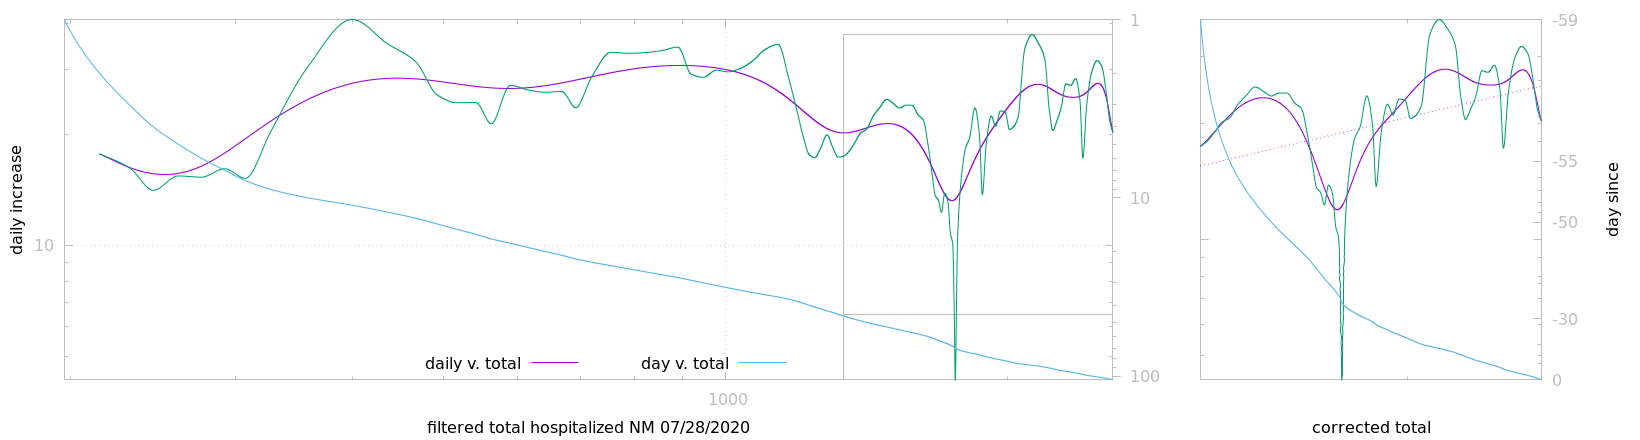 1
-59
daily increase
10
10
-55
-50
-30
day since
daily v. total
day v. total
100
0
1000
filtered total hospitalized NM 07/28/2020
corrected total